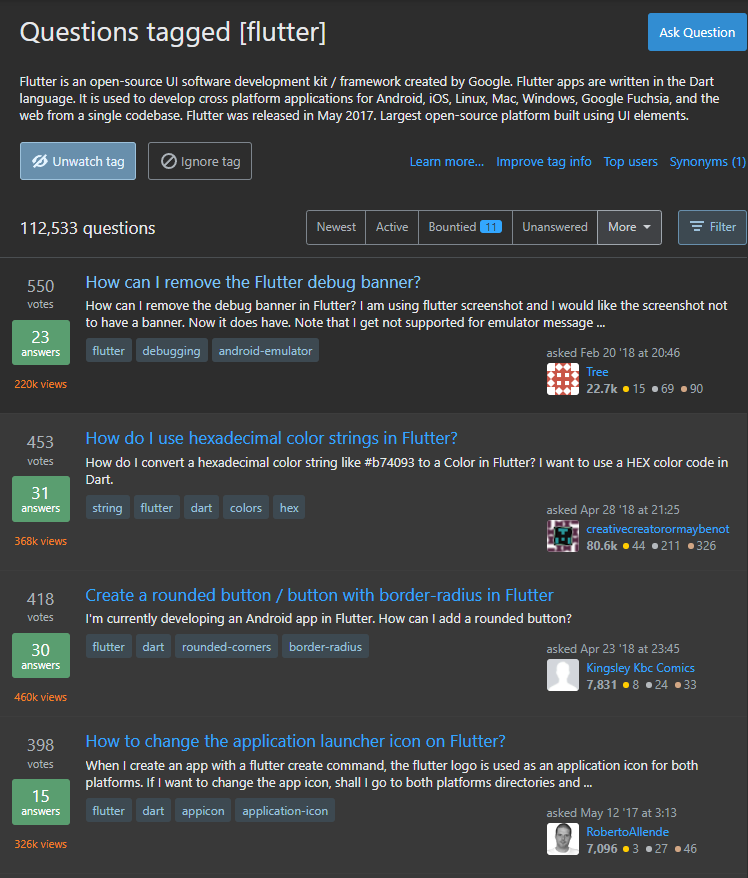 Questions tagged [flutter]
Ask Question
Flutter is an open-source UI software development kit / framework created by Google. Flutter apps are written in the Dart
language. It is used to develop cross platform applications for Android, iOS, Linux, Mac, Windows, Google Fuchsia, and the
web from a single codebase. Flutter was released in May 2017. Largest open-source platform built using UI elements.
Unwatch tag
Ignore tag
Learn more... Improve tag info Top users Synonyms (1)
112,533 questions
Newest Active Bountied 11 Unanswered More
Filter
550
votes
23
answers
220k views
How can I remove the Flutter debug banner?
How can I remove the debug banner in Flutter? I am using flutter screenshot and I would like the screenshot not
to have a banner. Now it does have. Note that I get not supported for emulator message ...
flutter debugging android-emulator
asked Feb 20 '18 at 20:46
Tree
22.7k 15 69 90
453
votes
31
answers
368k views
How do I use hexadecimal color strings in Flutter?
How do I convert a hexadecimal color string like #b74093 to a Color in Flutter? I want to use a HEX color code in
Dart.
string flutter dart colors hex
asked Apr 28 '18 at 21:25
creativecreatorormaybenot
80.6k 44 211 326
418
votes
30
answers
460k views
Create a rounded button / button with border-radius in Flutter
I'm currently developing an Android app in Flutter. How can I add a rounded button?
flutter dart rounded-corners border-radius
asked Apr 23 '18 at 23:45
Kingsley Kbc Comics
7,831 8 24 33
398
votes
15
answers
326k views
How to change the application launcher icon on Flutter?
When I create an app with a flutter create command, the flutter logo is used as an application icon for both
platforms. If I want to change the app icon, shall I go to both platforms directories and ...
flutter dart appicon application-icon
asked May 12 '17 at 3:13
RobertoAllende
7,096 3 27 46